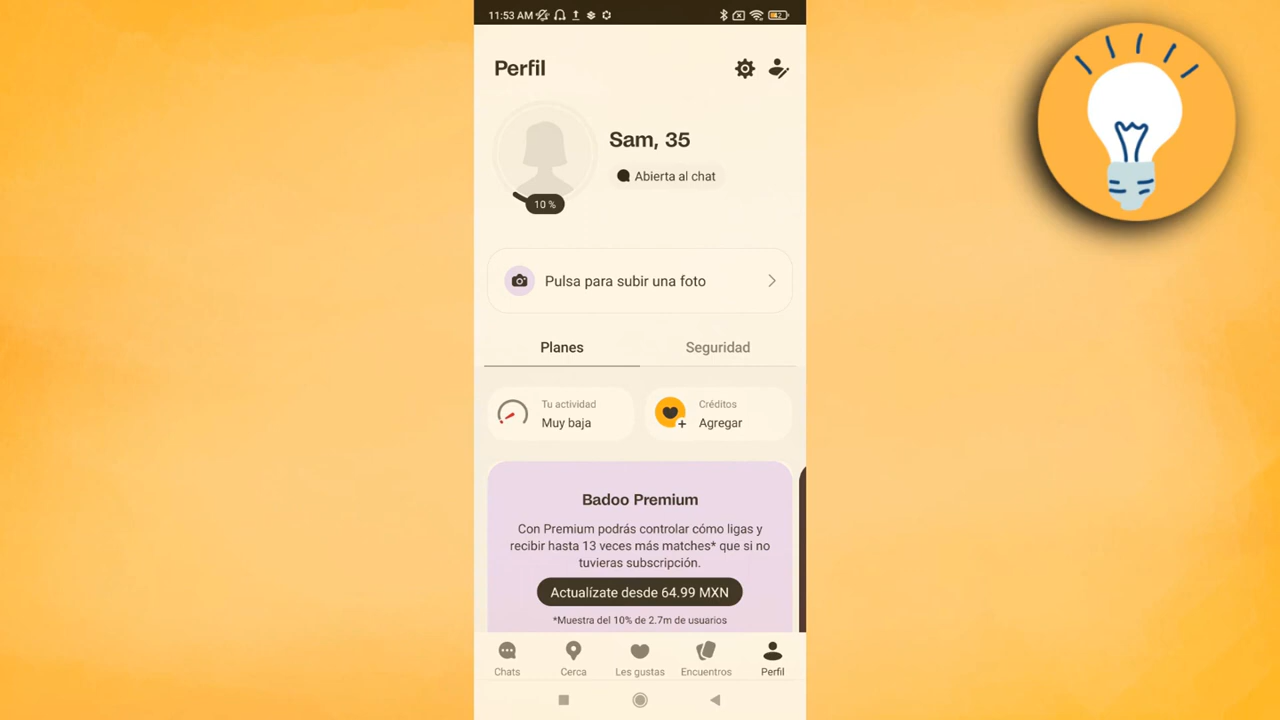 11:53 AM
Perfil
Sam, 35
Abierta al chat
10 %
Pulsa para subir una foto
Planes
Seguridad
Tu actividad
Muy baja
Créditos
Agregar
Badoo Premium
Con Premium podrás controlar cómo ligas y
recibir hasta 13 veces más matches* que si no
tuvieras subscripción.
Actualízate desde 64.99 MXN
*Muestra del 10% de 2.7m de usuarios
Chats
Cerca
Les gustas
Encuentros
Perfil